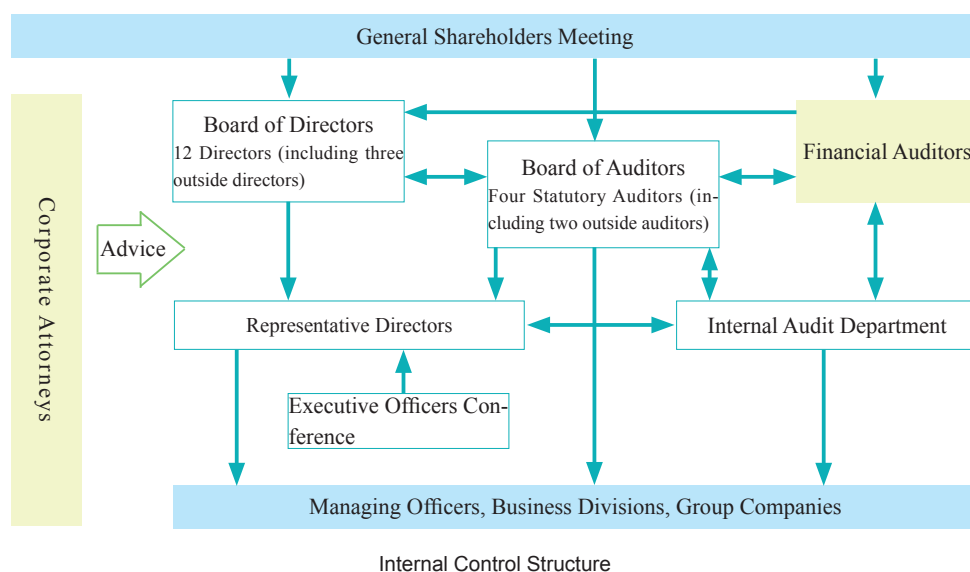 General Shareholders Meeting
Corporate Attorneys
Advice
Board of Directors
12 Directors (including three
outside directors)
Board of Auditors
Four Statutory Auditors (in-
cluding two outside auditors)
Financial Auditors
Representative Directors
Internal Audit Department
Executive Officers Con-
ference
Managing Officers, Business Divisions, Group Companies
Internal Control Structure